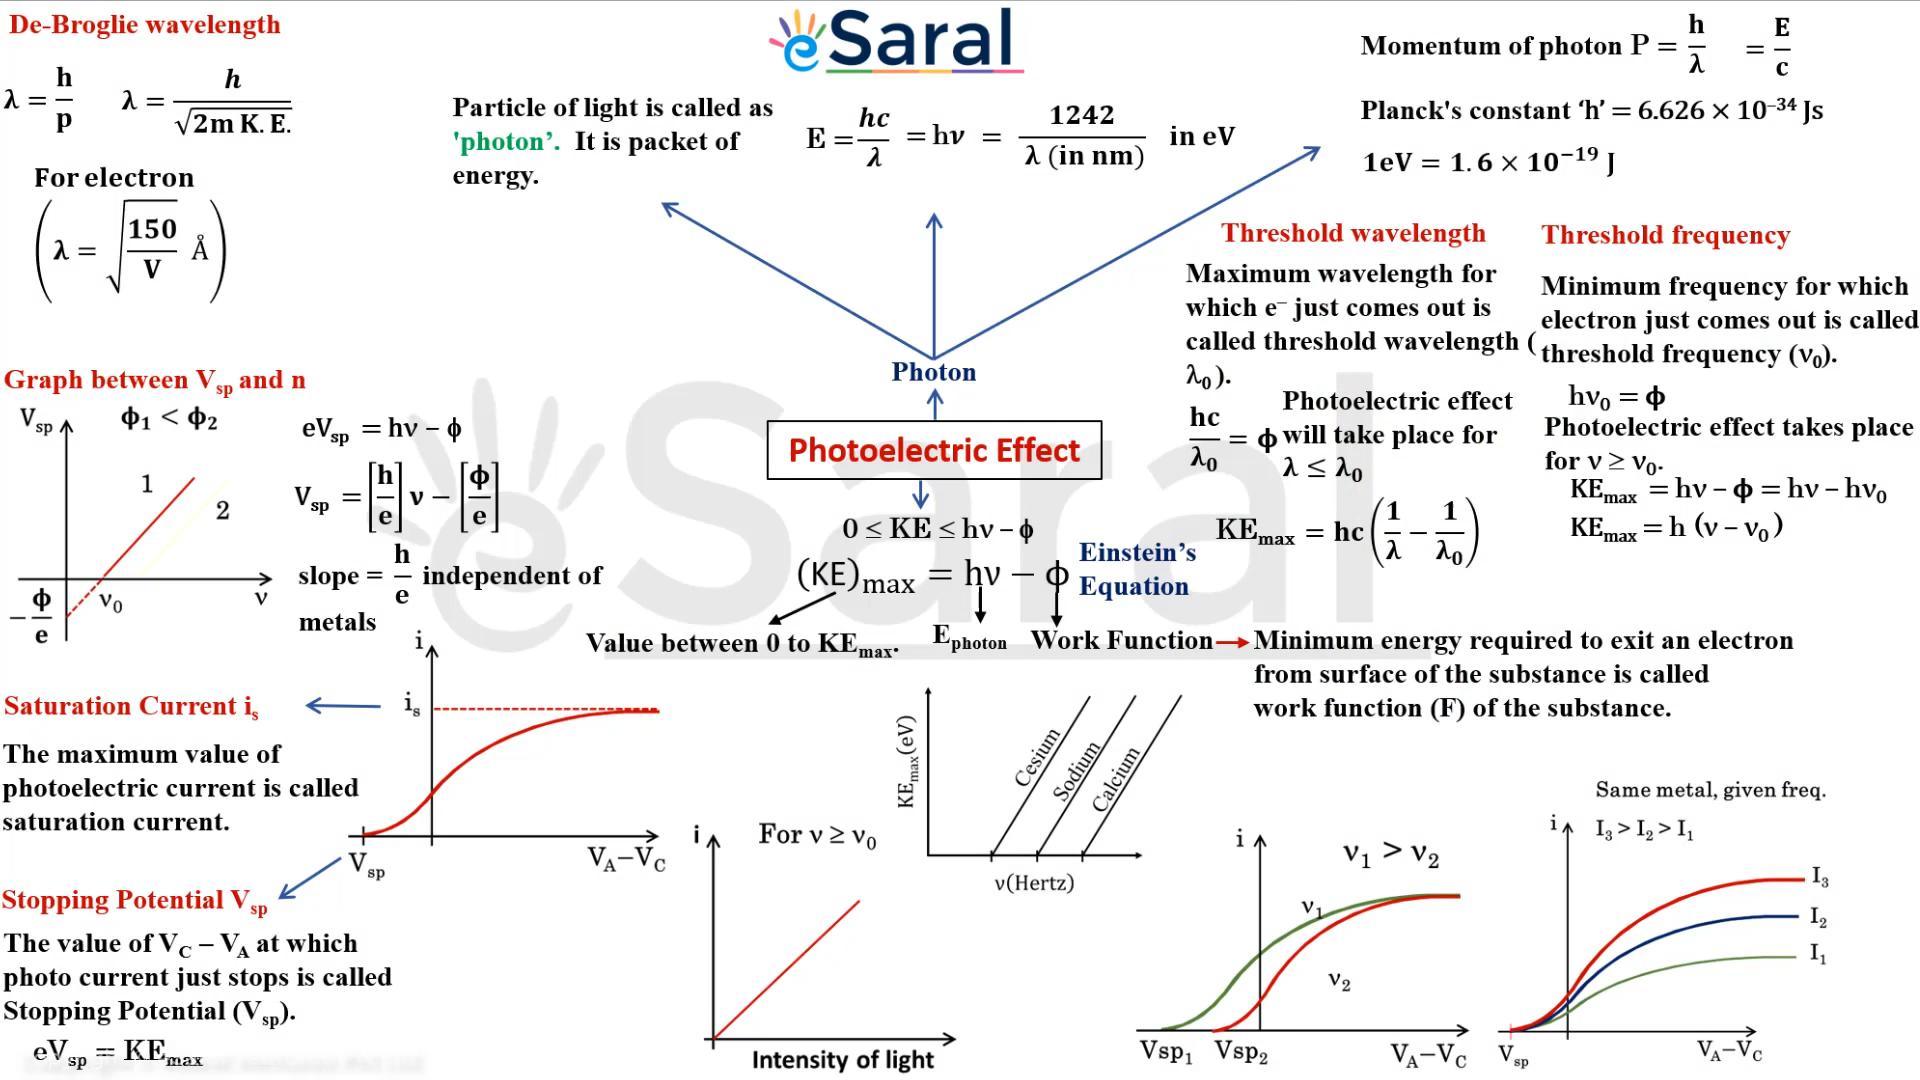 De-Broglie wavelength
λ = h/p   λ = h/√(2m K. E.)
For electron
(λ = √(150/V) Å)
eSaral
Particle of light is called as
'photon’. It is packet of
energy.
E = hc/λ = hν = 1242/λ (in nm) in eV
Momentum of photon P = h/λ = E/c
Planck's constant ‘h’ = 6.626 × 10⁻³⁴ Js
1eV = 1. 6 × 10⁻¹⁹ J
Photon
Photoelectric Effect
0 ≤ KE ≤ hν – ϕ
(KE)max = hν − ϕ
Einstein’s
Equation
Value between 0 to KEmax.
Ephoton
Work Function
Minimum energy required to exit an electron
from surface of the substance is called
work function (F) of the substance.
Threshold wavelength
Maximum wavelength for
which e⁻ just comes out is
called threshold wavelength (
λ₀ ).
hc/λ₀ = ϕ
Photoelectric effect
will take place for
λ ≤ λ₀
KEmax = hc (1/λ − 1/λ₀)
Threshold frequency
Minimum frequency for which
electron just comes out is called
threshold frequency (ν₀).
hν₀ = ϕ
Photoelectric effect takes place
for ν ≥ ν₀.
KEmax = hν – ϕ = hν – hν₀
KEmax = h (ν – ν₀ )
Graph between Vsp and n
Vsp
ϕ₁ < ϕ₂
1
2
ν₀
ν
−ϕ/e
eVsp = hν – ϕ
Vsp = [h/e] ν − [ϕ/e]
slope = h/e independent of
metals
Saturation Current is
The maximum value of
photoelectric current is called
saturation current.
i
is
Vsp
VA–VC
Stopping Potential Vsp
The value of VC – VA at which
photo current just stops is called
Stopping Potential (Vsp).
eVsp = KEmax
i
For ν ≥ ν₀
Intensity of light
KEmax(eV)
Cesium
Sodium
Calcium
ν(Hertz)
i
ν₁ > ν₂
ν₁
ν₂
Vsp₁
Vsp₂
VA–VC
Same metal, given freq.
i
I₃ > I₂ > I₁
I₃
I₂
I₁
Vsp
VA–VC